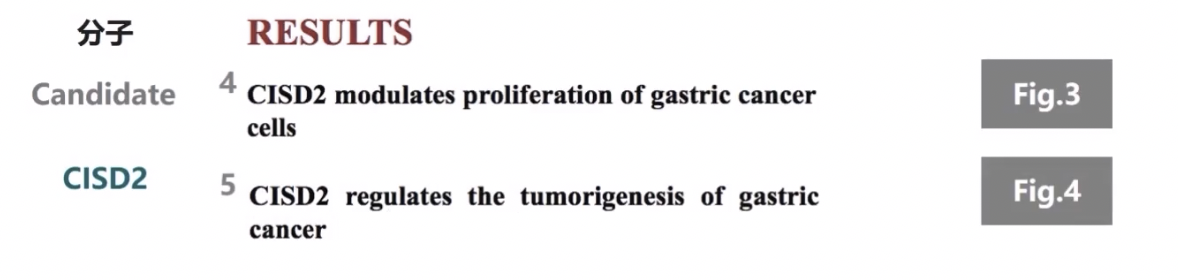 分子 RESULTS
Candidate 4 CISD2 modulates proliferation of gastric cancer Fig.3
cells
CISD2 5 CISD2 regulates the tumorigenesis of gastric Fig.4
cancer